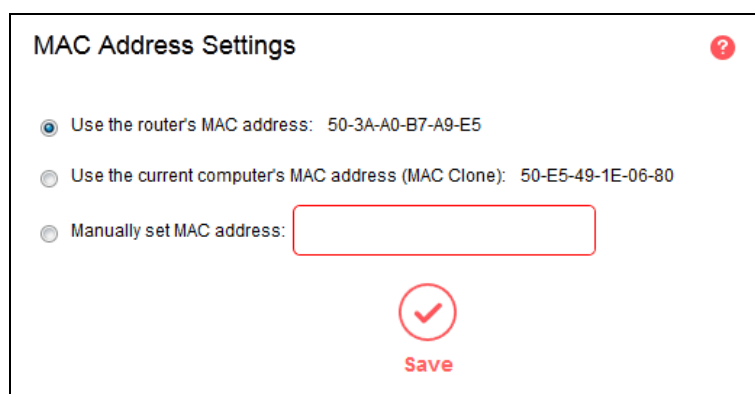 MAC Address Settings
?
Use the router's MAC address: 50-3A-A0-B7-A9-E5
Use the current computer's MAC address (MAC Clone): 50-E5-49-1E-06-80
Manually set MAC address:
Save